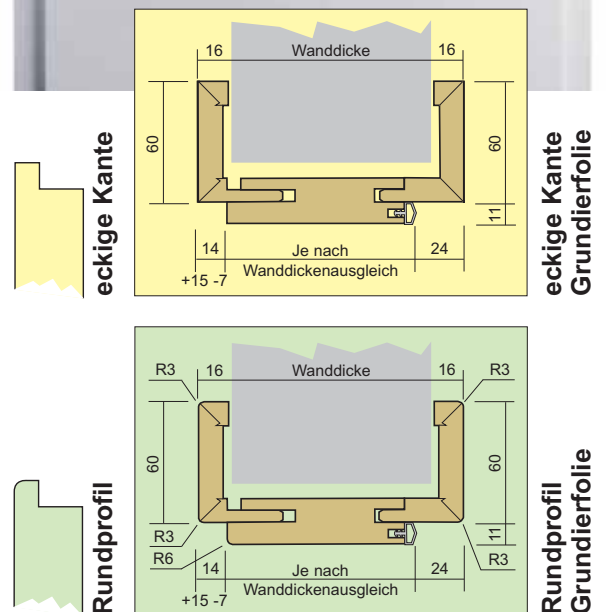 16 Wanddicke 16
60
60
11
14 Je nach 24
Wanddickenausgleich
+15 -7
eckige Kante
eckige Kante
Grundierfolie
R3 16 Wanddicke 16 R3
60
60
R3
11
R6
R3
14 Je nach 24
Wanddickenausgleich
+15 -7
Rundprofil
Rundprofil
Grundierfolie